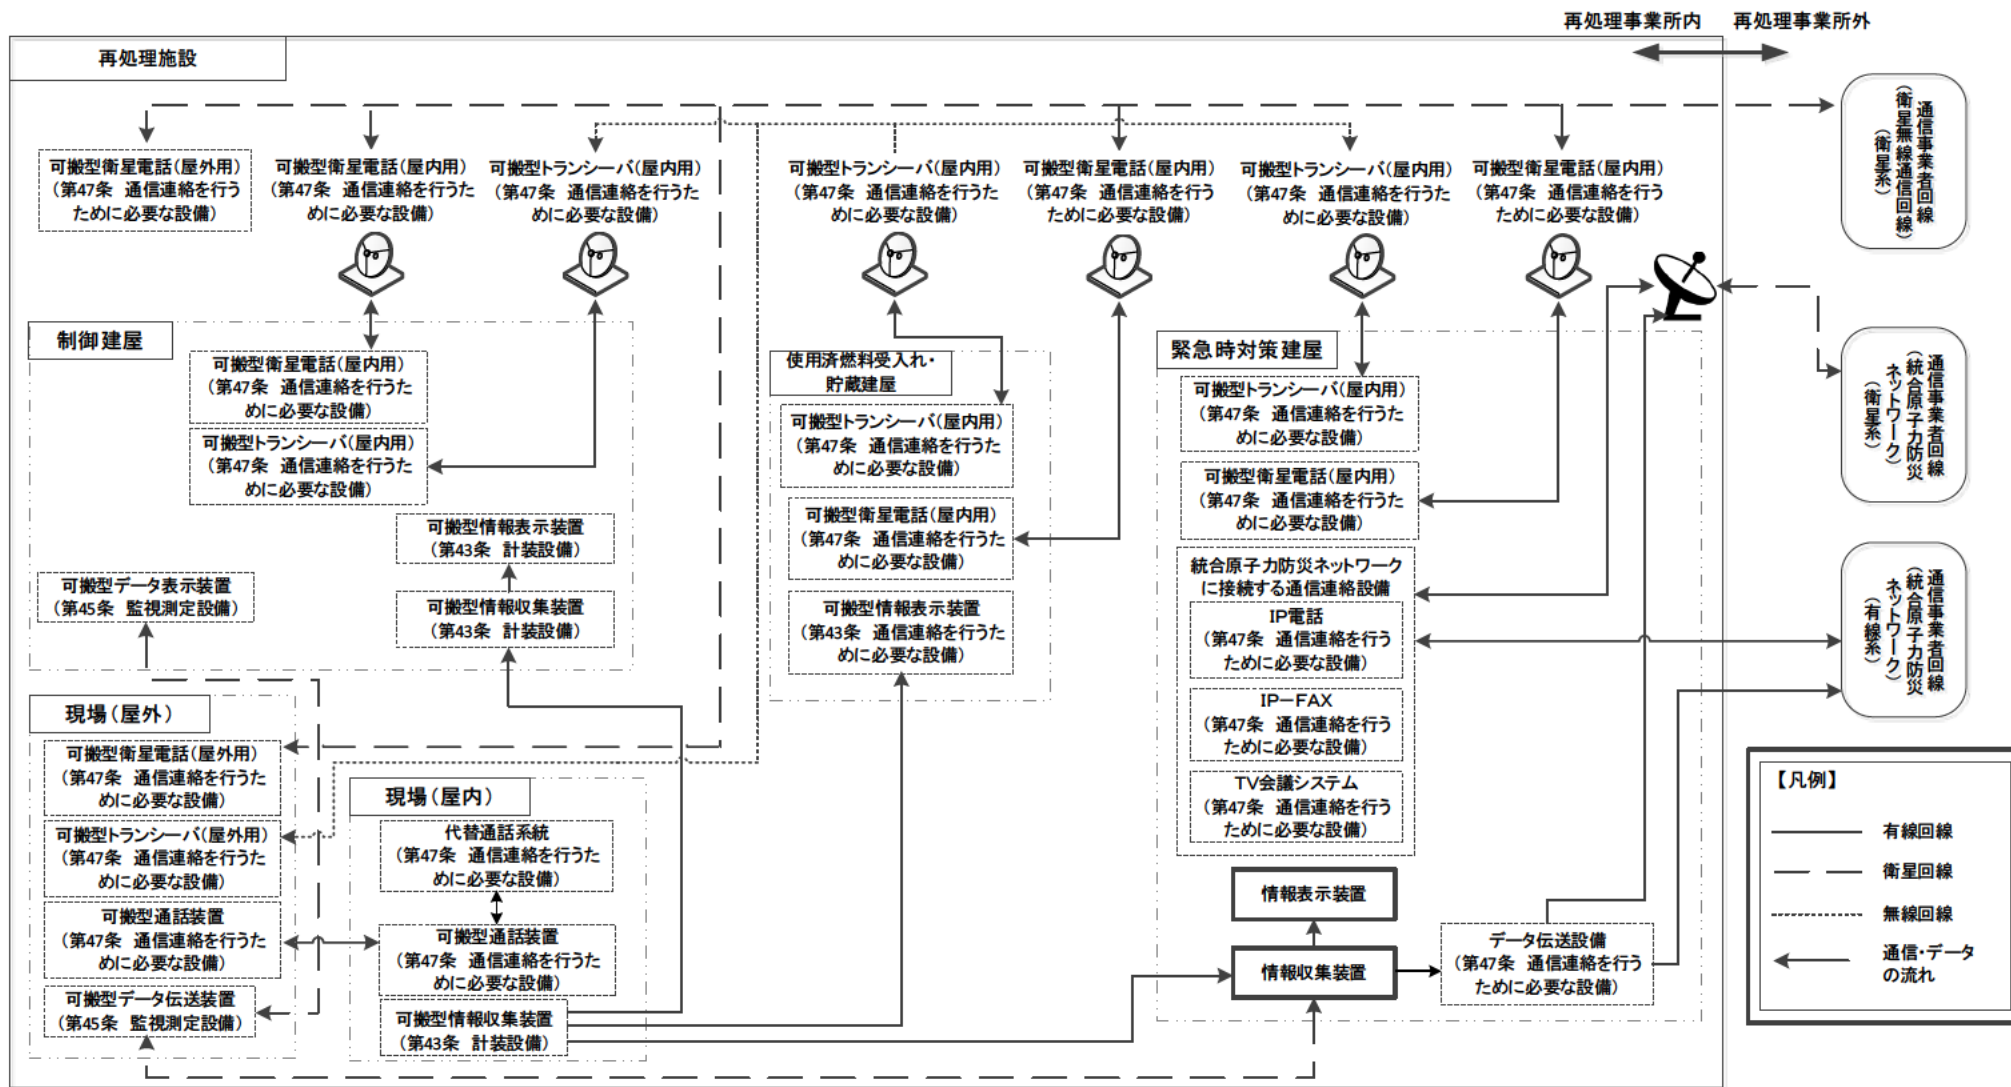 再処理事業所内
再処理事業所外
再処理施設
可搬型衛星電話（屋外用）
（第47条　通信連絡を行う
ために必要な設備）
可搬型衛星電話（屋内用）
（第47条　通信連絡を行うた
めに必要な設備）
可搬型トランシーバ（屋内用）
（第47条　通信連絡を行うた
めに必要な設備）
可搬型トランシーバ（屋内用）
（第47条　通信連絡を行うた
めに必要な設備）
可搬型衛星電話（屋内用）
（第47条　通信連絡を行う
ために必要な設備）
可搬型トランシーバ（屋内用）
（第47条　通信連絡を行うた
めに必要な設備）
可搬型衛星電話（屋内用）
（第47条　通信連絡を行う
ために必要な設備）
通信事業者回線
（衛星無線通信回線）
（衛星系）
制御建屋
可搬型衛星電話（屋内用）
（第47条　通信連絡を行うた
めに必要な設備）
可搬型トランシーバ（屋内用）
（第47条　通信連絡を行うた
めに必要な設備）
可搬型情報表示装置
（第43条　計装設備）
可搬型データ表示装置
（第45条　監視測定設備）
可搬型情報収集装置
（第43条　計装設備）
使用済燃料受入れ・
貯蔵建屋
可搬型トランシーバ（屋内用）
（第47条　通信連絡を行うた
めに必要な設備）
可搬型衛星電話（屋内用）
（第47条　通信連絡を行うた
めに必要な設備）
可搬型情報表示装置
（第43条　通信連絡を行うた
めに必要な設備）
緊急時対策建屋
可搬型トランシーバ（屋内用）
（第47条　通信連絡を行うた
めに必要な設備）
可搬型衛星電話（屋内用）
（第47条　通信連絡を行うた
めに必要な設備）
統合原子力防災ネットワーク
に接続する通信連絡設備
IP電話
（第47条　通信連絡を行う
ために必要な設備）
IP－FAX
（第47条　通信連絡を行う
ために必要な設備）
TV会議システム
（第47条　通信連絡を行う
ために必要な設備）
情報表示装置
情報収集装置
データ伝送設備
（第47条　通信連絡を行う
ために必要な設備）
通信事業者回線
（統合原子力防災
ネットワーク）
（衛星系）
通信事業者回線
（統合原子力防災
ネットワーク）
（有線系）
現場（屋外）
可搬型衛星電話（屋外用）
（第47条　通信連絡を行うた
めに必要な設備）
可搬型トランシーバ（屋外用）
（第47条　通信連絡を行うた
めに必要な設備）
可搬型通話装置
（第47条　通信連絡を行うた
めに必要な設備）
可搬型データ伝送装置
（第45条　監視測定設備）
現場（屋内）
代替通話系統
（第47条　通信連絡を行うた
めに必要な設備）
可搬型通話装置
（第47条　通信連絡を行うた
めに必要な設備）
可搬型情報収集装置
（第43条　計装設備）
【凡例】
有線回線
衛星回線
無線回線
通信・データ
の流れ